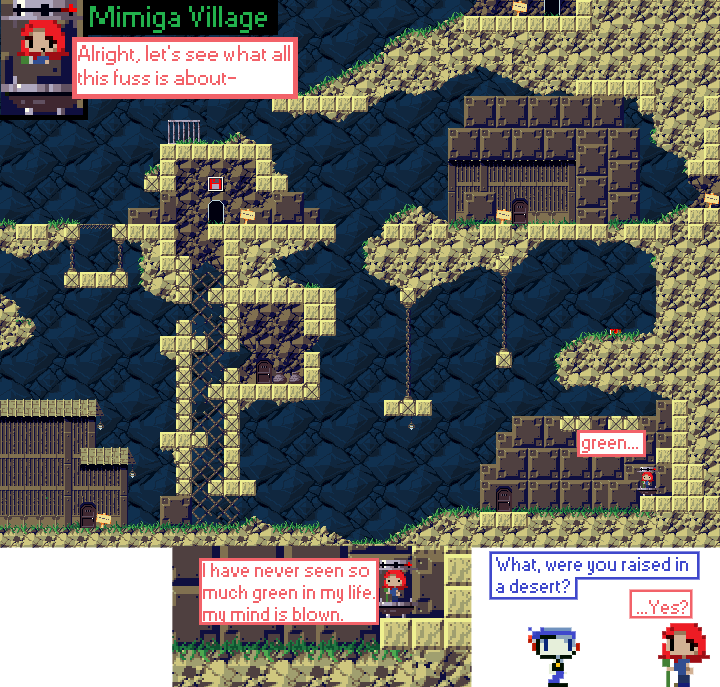 Mimiga Village
Alright, let's see what all
this fuss is about-
green...
I have never seen so
much green in my life.
my mind is blown.
What, were you raised in
a desert?
...Yes?